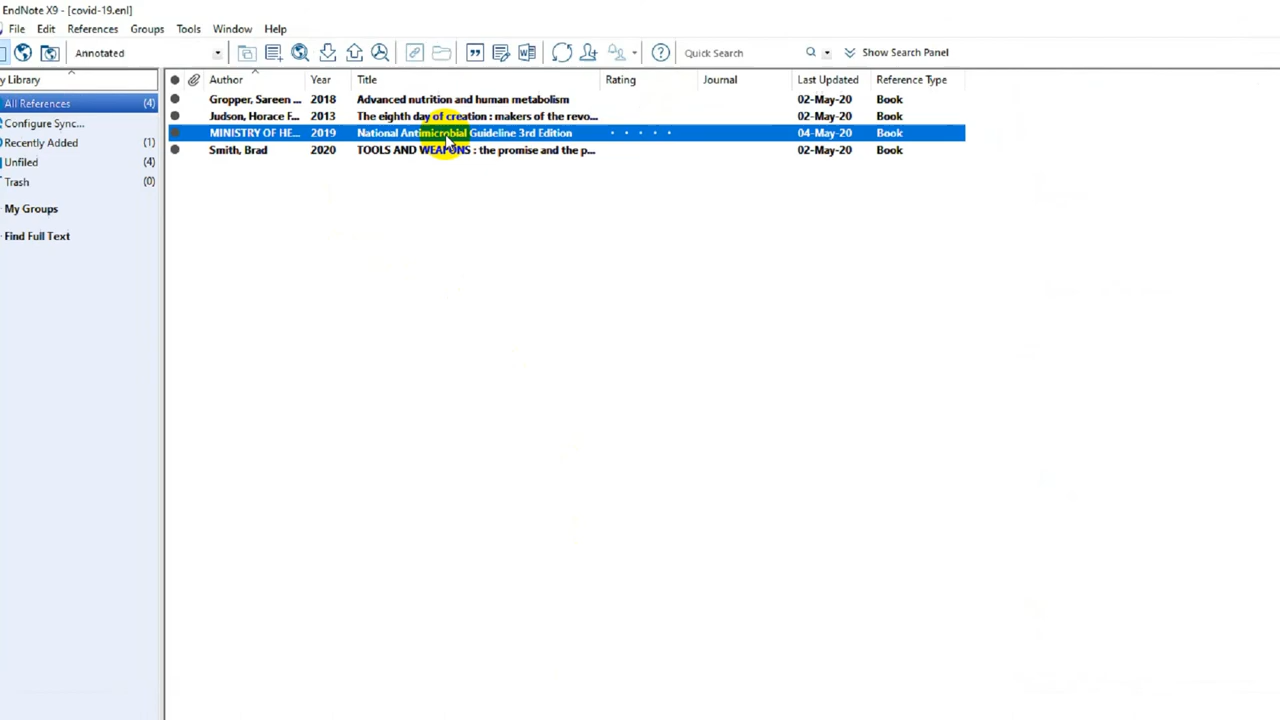 EndNote X9 - [covid-19.enl]
File Edit References Groups Tools Window Help
Annotated Quick Search Show Search Panel
y Library Author Year Title Rating Journal Last Updated Reference Type
All References (4) Gropper, Sareen ... 2018 Advanced nutrition and human metabolism 02-May-20 Book
Judson, Horace F... 2013 The eighth day of creation : makers of the revo... 02-May-20 Book
Configure Sync... MINISTRY OF HE... 2019 National Antimicrobial Guideline 3rd Edition 04-May-20 Book
Recently Added (1) Smith, Brad 2020 TOOLS AND WEAPONS : the promise and the p... 02-May-20 Book
Unfiled (4)
Trash (0)
My Groups
Find Full Text